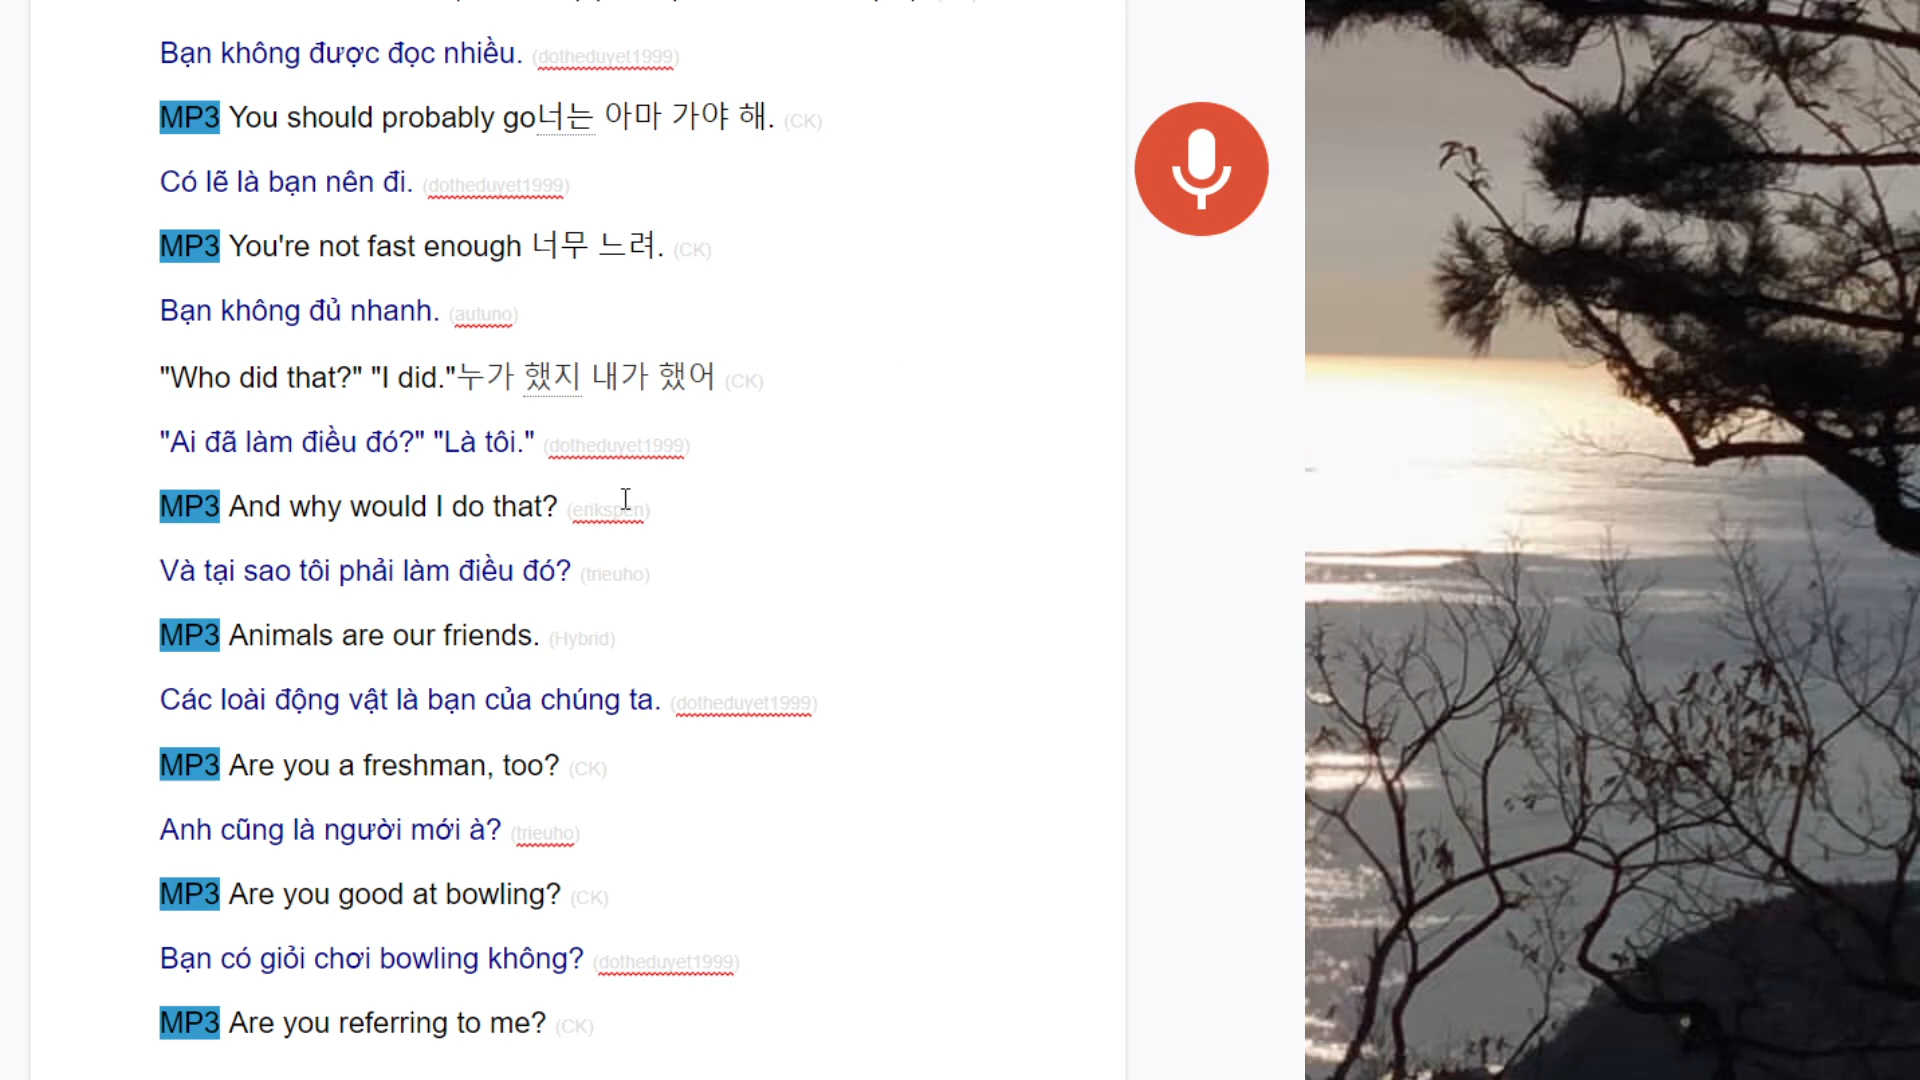 Bạn không được đọc nhiều. (dotheduyet1999)
MP3 You should probably go너는 아마 가야 해. (CK)
Có lẽ là bạn nên đi. (dotheduyet1999)
MP3 You're not fast enough 너무 느려. (CK)
Bạn không đủ nhanh. (autuno)
"Who did that?" "I did."누가 했지 내가 했어 (CK)
"Ai đã làm điều đó?" "Là tôi." (dotheduyet1999)
MP3 And why would I do that? (erikspen)
Và tại sao tôi phải làm điều đó? (trieuho)
MP3 Animals are our friends. (Hybrid)
Các loài động vật là bạn của chúng ta. (dotheduyet1999)
MP3 Are you a freshman, too? (CK)
Anh cũng là người mới à? (trieuho)
MP3 Are you good at bowling? (CK)
Bạn có giỏi chơi bowling không? (dotheduyet1999)
MP3 Are you referring to me? (CK)